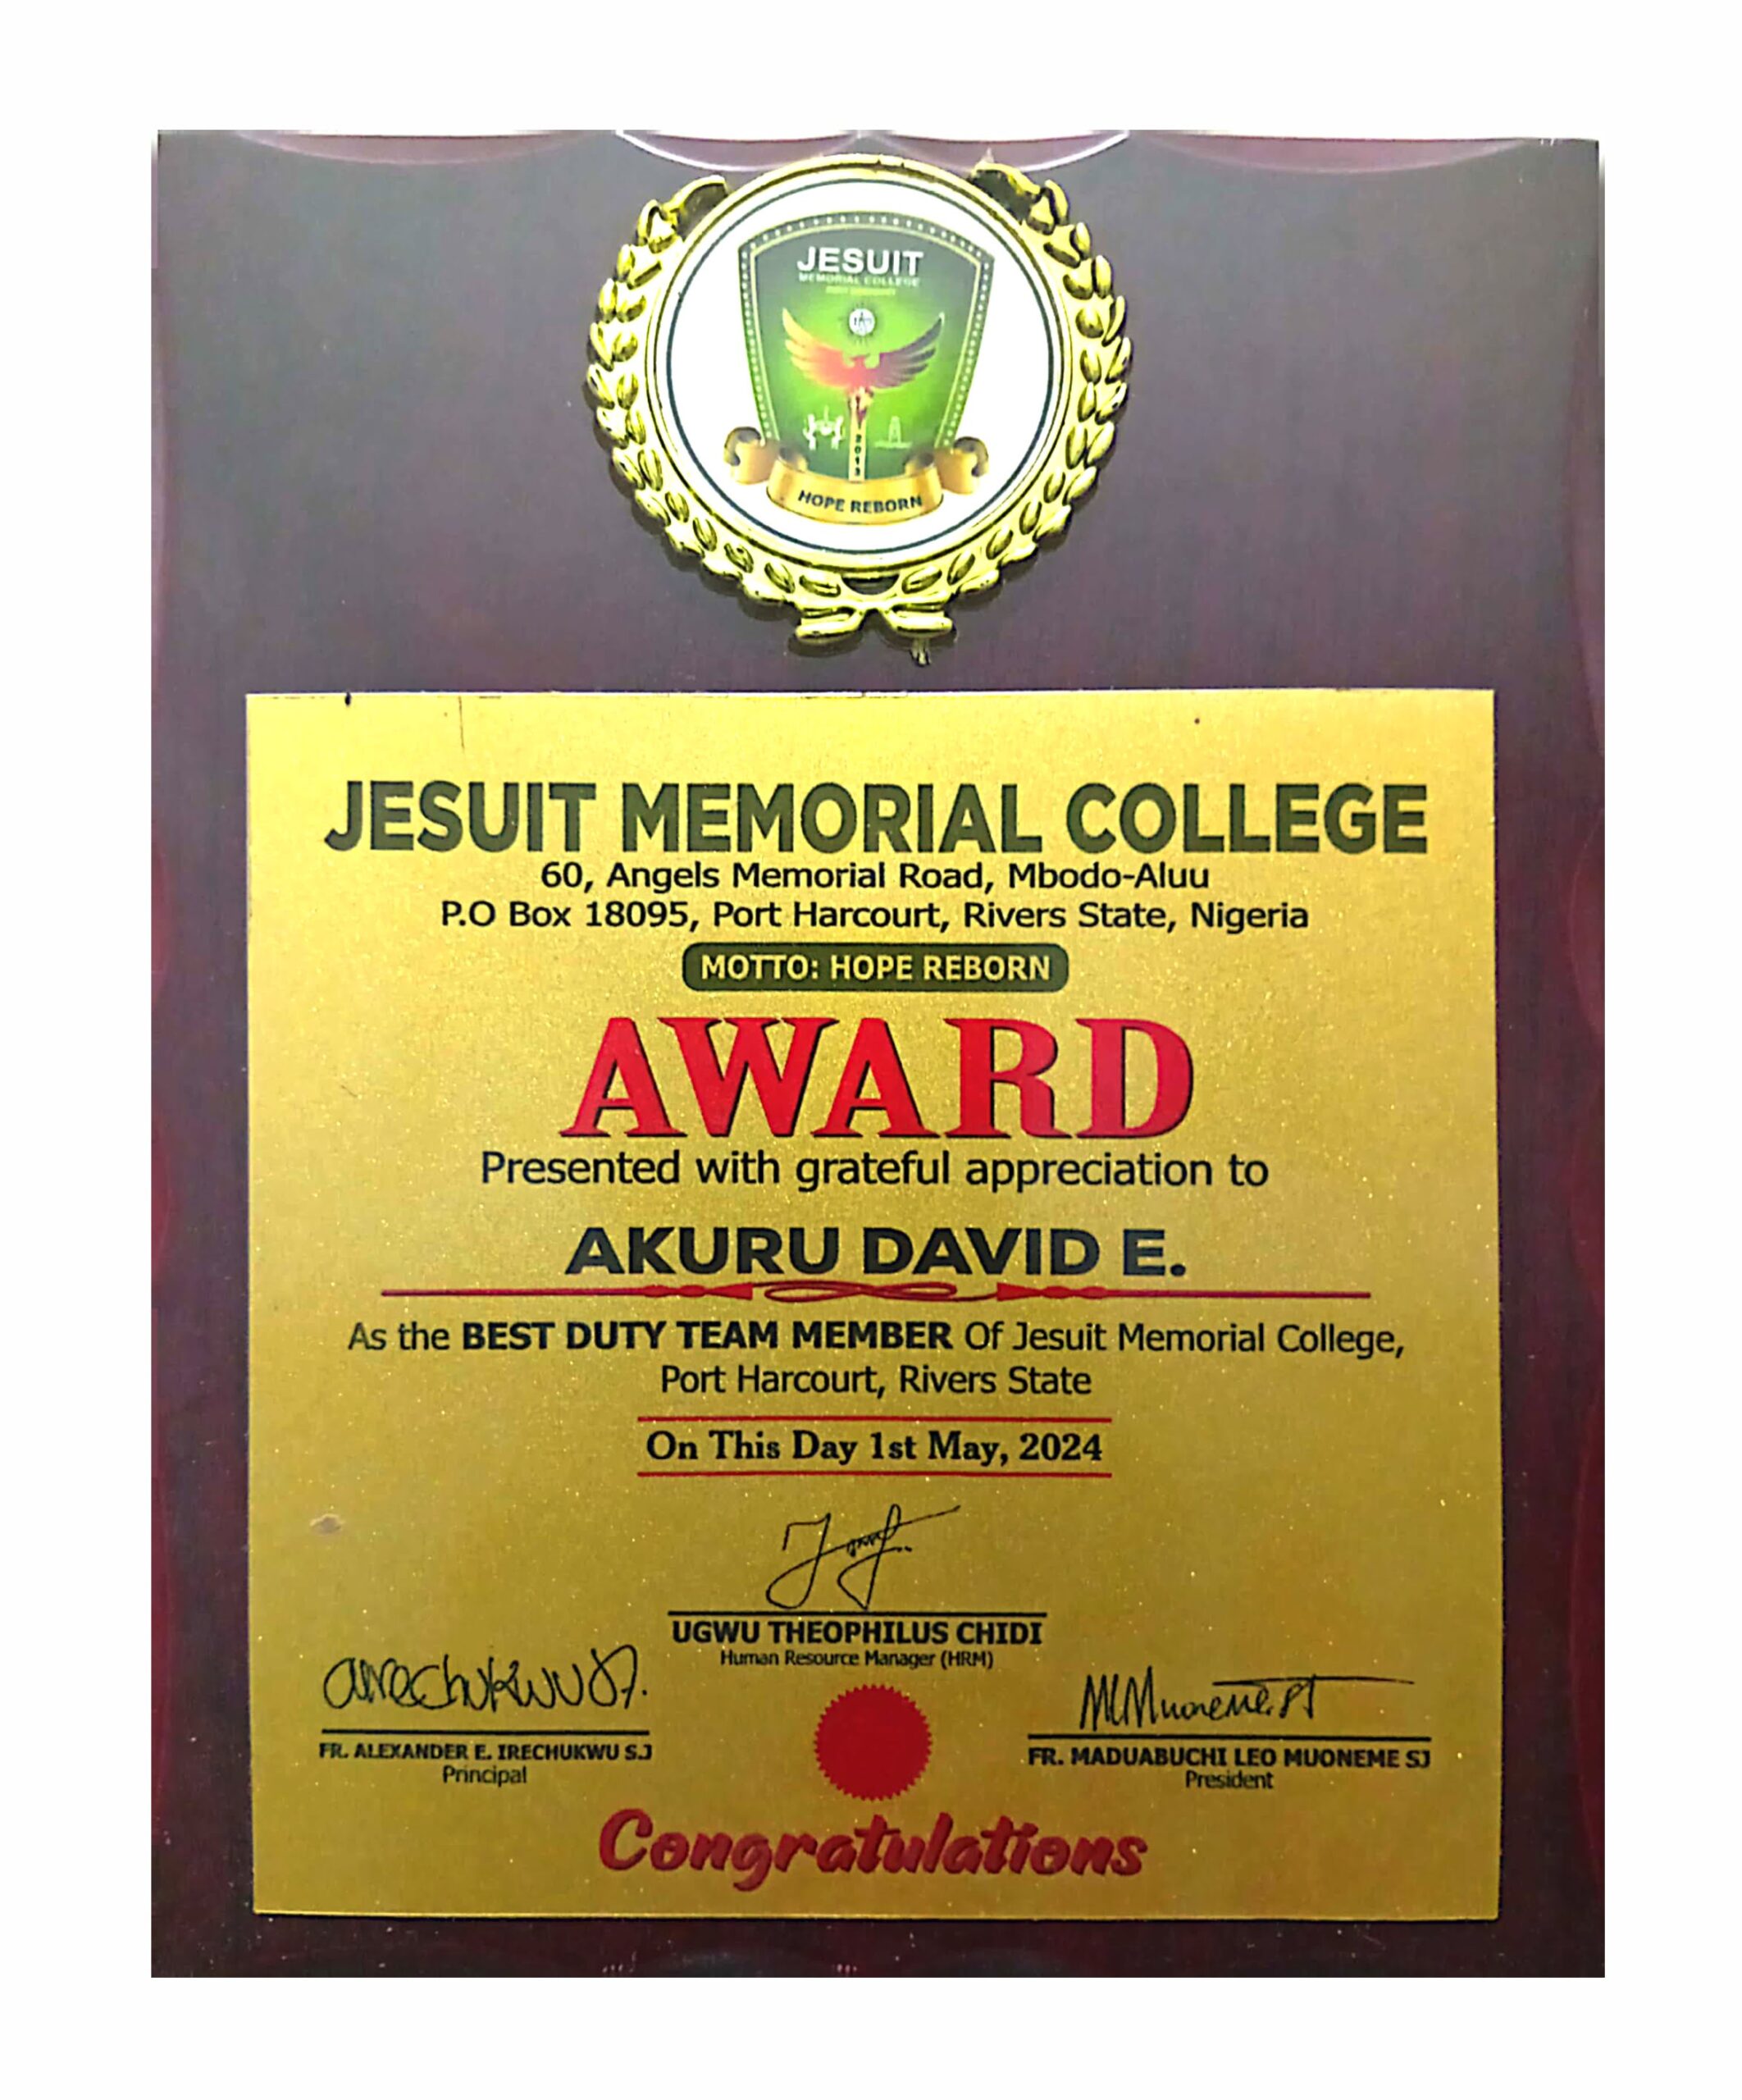 JESUIT
MEMORIAL COLLEGE
2013
HOPE REBORN
JESUIT MEMORIAL COLLEGE
60, Angels Memorial Road, Mbodo-Aluu
P.O Box 18095, Port Harcourt, Rivers State, Nigeria
MOTTO: HOPE REBORN
AWARD
Presented with grateful appreciation to
AKURU DAVID E.
As the BEST DUTY TEAM MEMBER Of Jesuit Memorial College,
Port Harcourt, Rivers State
On This Day 1st May, 2024
UGWU THEOPHILUS CHIDI
Human Resource Manager (HRM)
FR. ALEXANDER E. IRECHUKWU S.J
Principal
FR. MADUABUCHI LEO MUONEME SJ
President
Congratulations